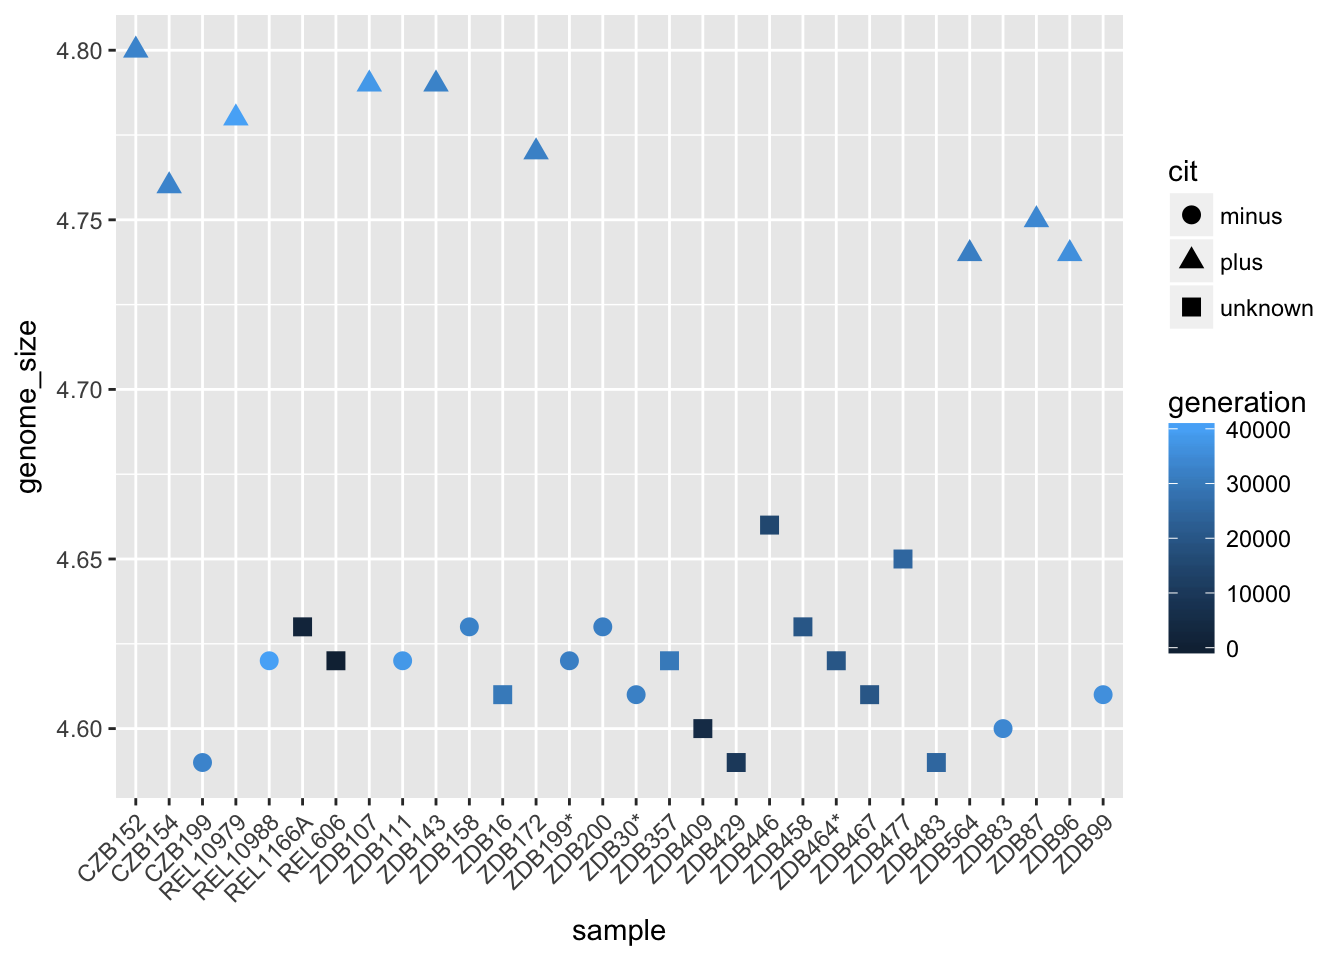 4.80
4.75
4.70
4.65
4.60
genome_size
CZB152
CZB154
CZB199
REL10979
REL10988
REL1166A
REL606
ZDB107
ZDB111
ZDB143
ZDB158
ZDB16
ZDB172
ZDB199*
ZDB200
ZDB30*
ZDB357
ZDB409
ZDB429
ZDB446
ZDB458
ZDB464*
ZDB467
ZDB477
ZDB483
ZDB564
ZDB83
ZDB87
ZDB96
ZDB99
sample
cit
minus
plus
unknown
generation
40000
30000
20000
10000
0